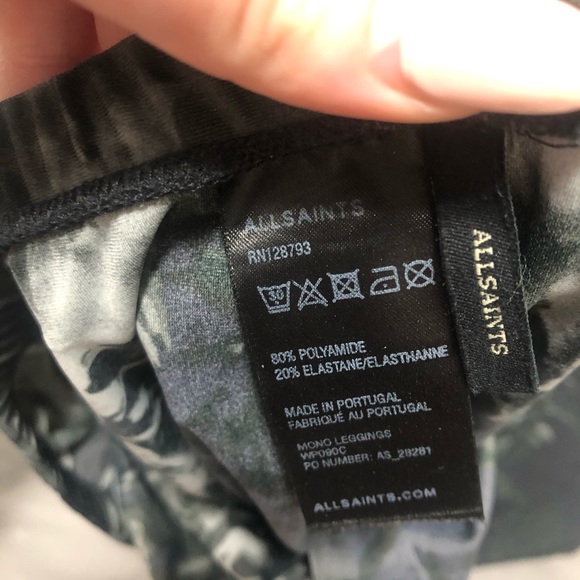 ALLSAINTS
RN128793
30
80% POLYAMIDE
20% ELASTANE/ELASTHANNE
MADE IN PORTUGAL
FABRIQUÉ AU PORTUGAL
MONO LEGGINGS
WP090C
PO NUMBER: AS_28281
ALLSAINTS.COM
ALLSAINTS